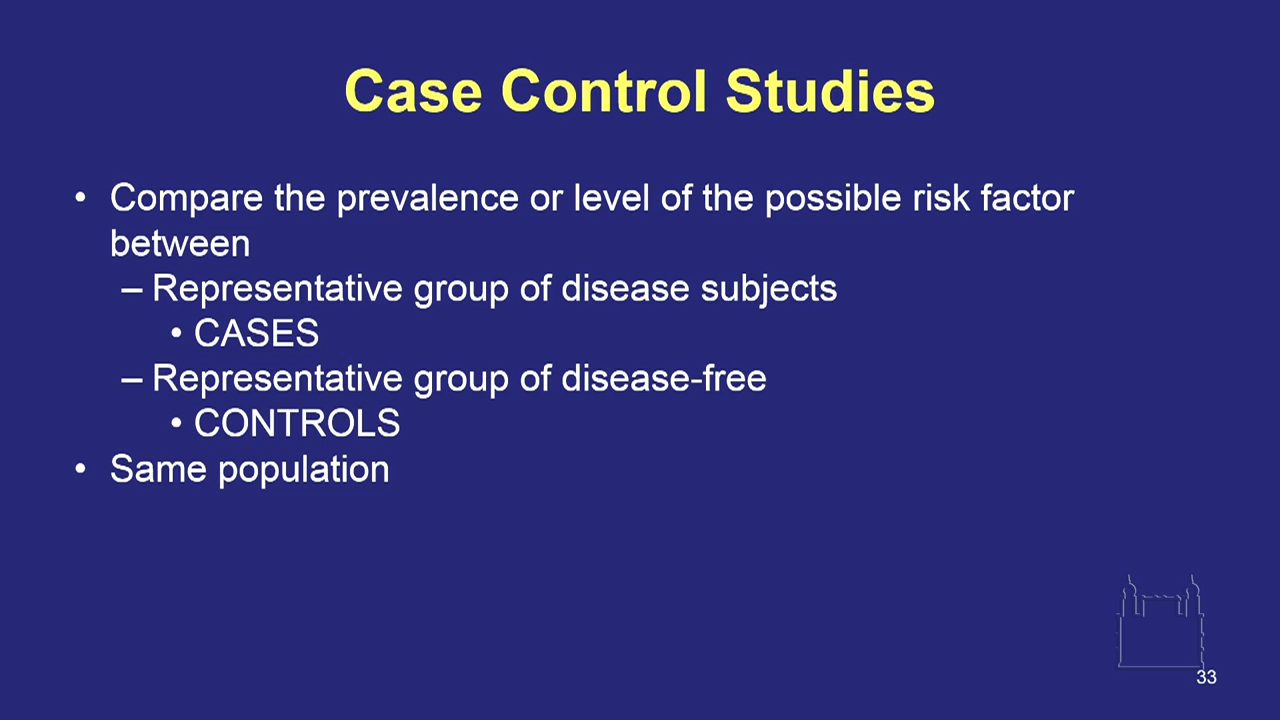 Case Control Studies
• Compare the prevalence or level of the possible risk factor
between
– Representative group of disease subjects
• CASES
– Representative group of disease-free
• CONTROLS
• Same population
33